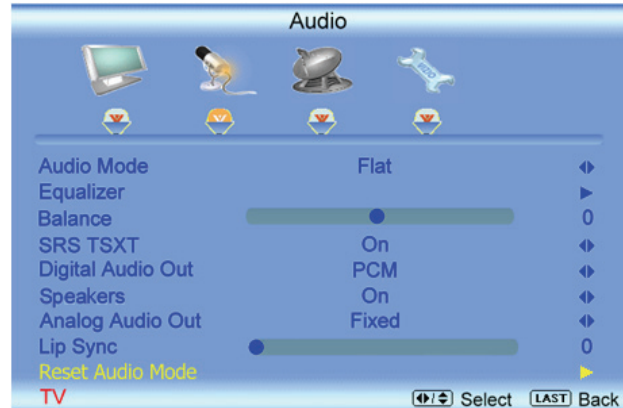 Audio
VIZIO
Audio Mode Flat
Equalizer
Balance 0
SRS TSXT On
Digital Audio Out PCM
Speakers On
Analog Audio Out Fixed
Lip Sync 0
Reset Audio Mode
TV Select LAST Back